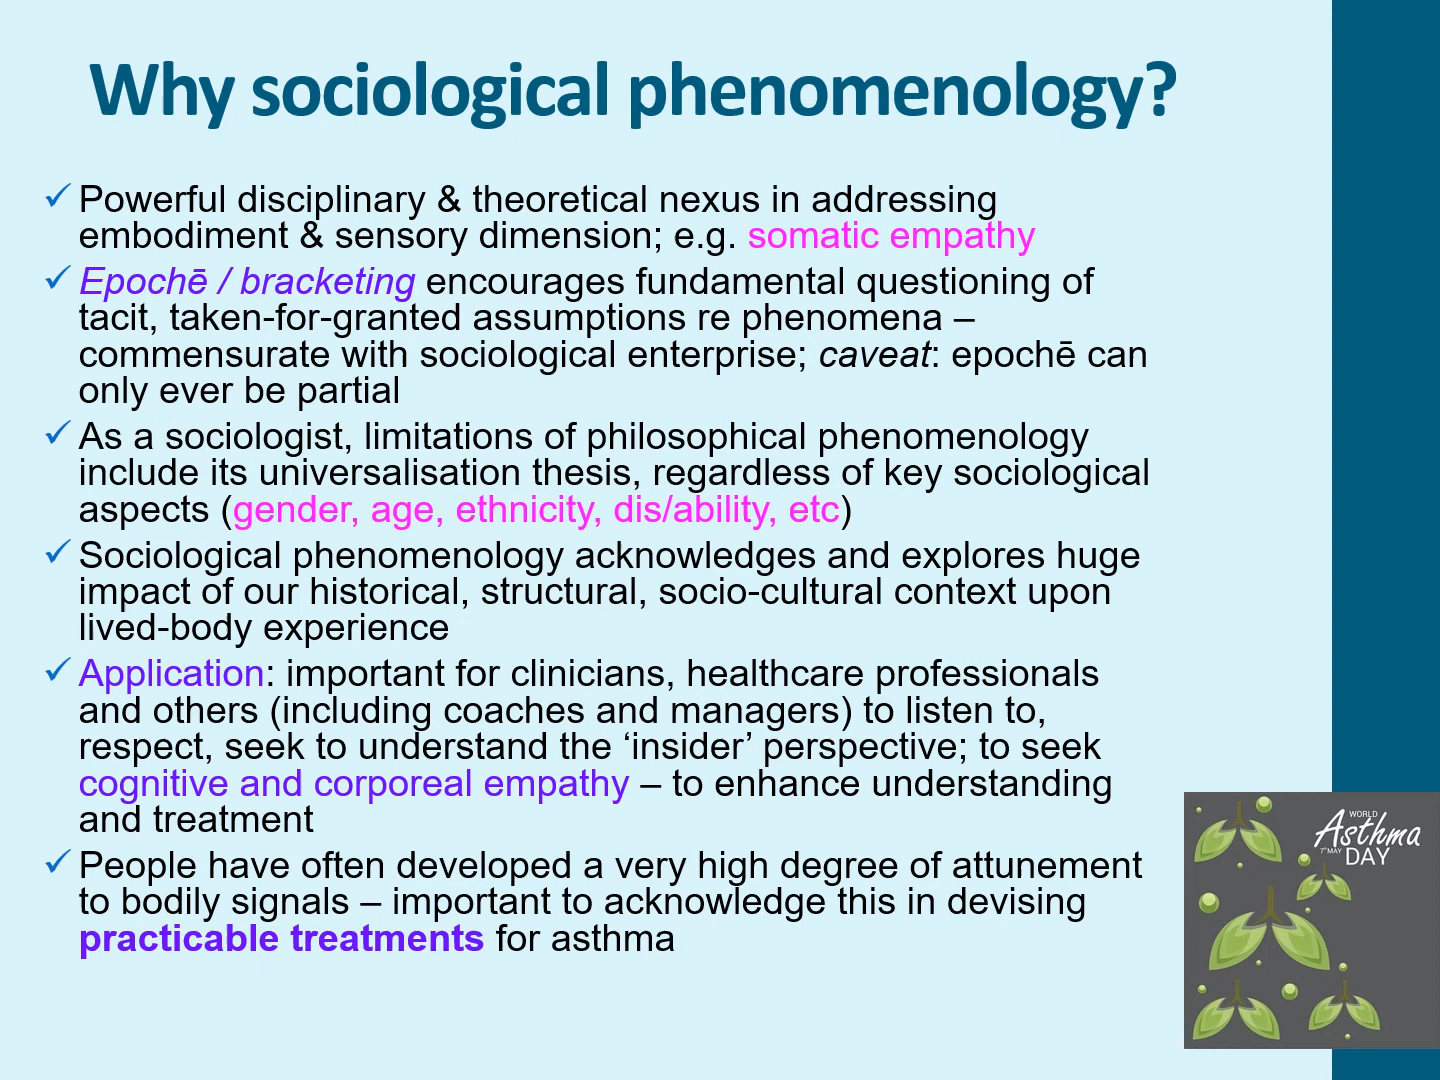 Why sociological phenomenology?
✓ Powerful disciplinary & theoretical nexus in addressing
embodiment & sensory dimension; e.g. somatic empathy
✓ Epochē / bracketing encourages fundamental questioning of
tacit, taken-for-granted assumptions re phenomena –
commensurate with sociological enterprise; caveat: epochē can
only ever be partial
✓ As a sociologist, limitations of philosophical phenomenology
include its universalisation thesis, regardless of key sociological
aspects (gender, age, ethnicity, dis/ability, etc)
✓ Sociological phenomenology acknowledges and explores huge
impact of our historical, structural, socio-cultural context upon
lived-body experience
✓ Application: important for clinicians, healthcare professionals
and others (including coaches and managers) to listen to,
respect, seek to understand the ‘insider’ perspective; to seek
cognitive and corporeal empathy – to enhance understanding
and treatment
✓ People have often developed a very high degree of attunement
to bodily signals – important to acknowledge this in devising
practicable treatments for asthma
WORLD
Asthma
7TH MAY DAY